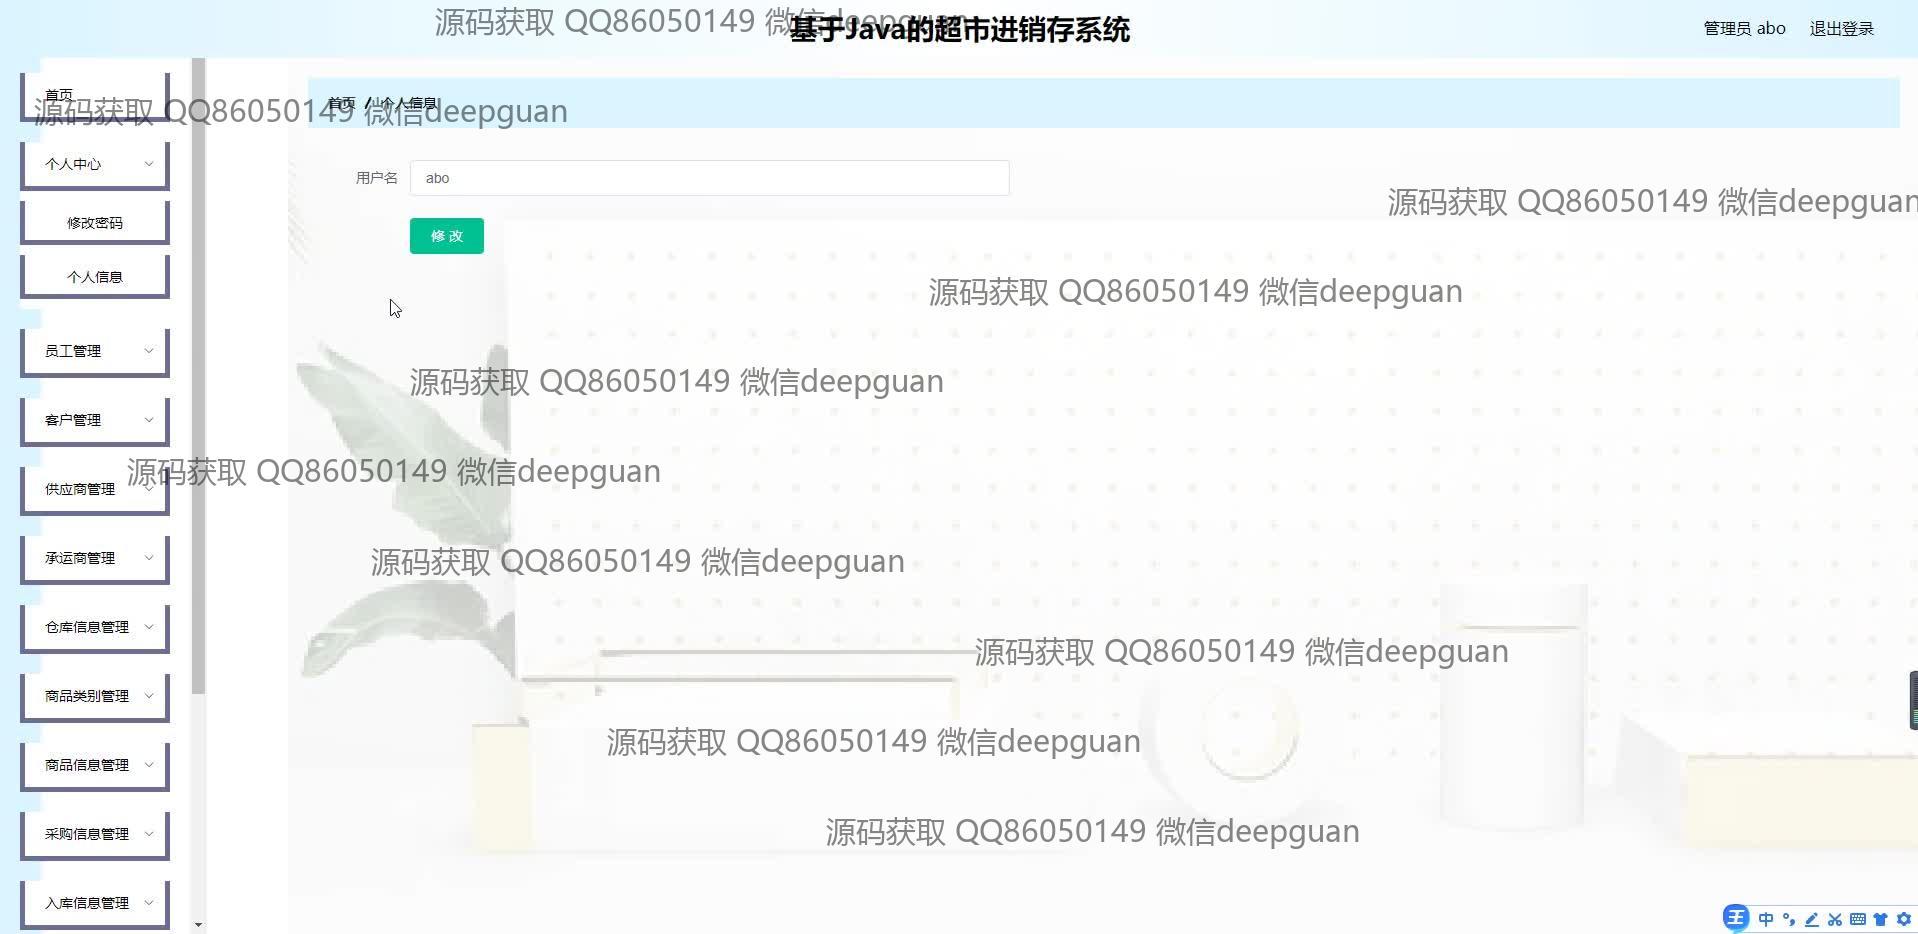 源码获取 QQ86050149 微信deepguan
基于Java的超市进销存系统
管理员 abo
退出登录
首页
源码获取 QQ86050149 微信deepguan
首页 / 个人信息
个人中心
用户名
abo
源码获取 QQ86050149 微信deepguan
修改密码
修 改
个人信息
源码获取 QQ86050149 微信deepguan
员工管理
源码获取 QQ86050149 微信deepguan
客户管理
源码获取 QQ86050149 微信deepguan
供应商管理
承运商管理
源码获取 QQ86050149 微信deepguan
仓库信息管理
源码获取 QQ86050149 微信deepguan
商品类别管理
源码获取 QQ86050149 微信deepguan
商品信息管理
采购信息管理
源码获取 QQ86050149 微信deepguan
入库信息管理
王 中